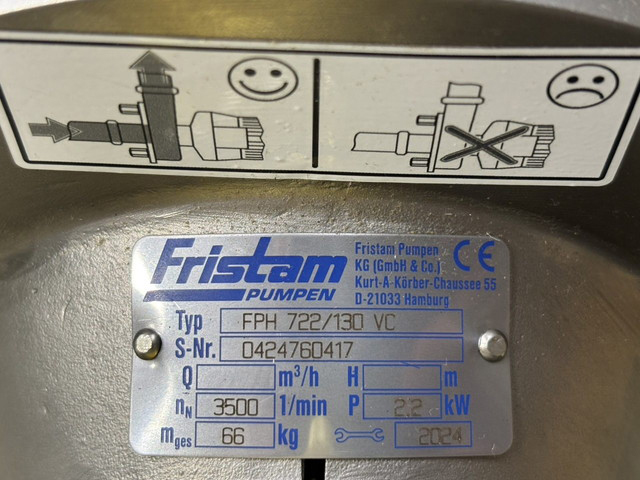 Fristam
PUMPEN
Fristam Pumpen
KG (GmbH & Co.)
Kurt-A-Körber-Chaussee 55
D-21033 Hamburg
CE
Typ FPH 722/130 VC
S-Nr. 0424760417
Q m³/h H m
nN 3500 1/min P 2.2 kW
mges 66 kg 2024